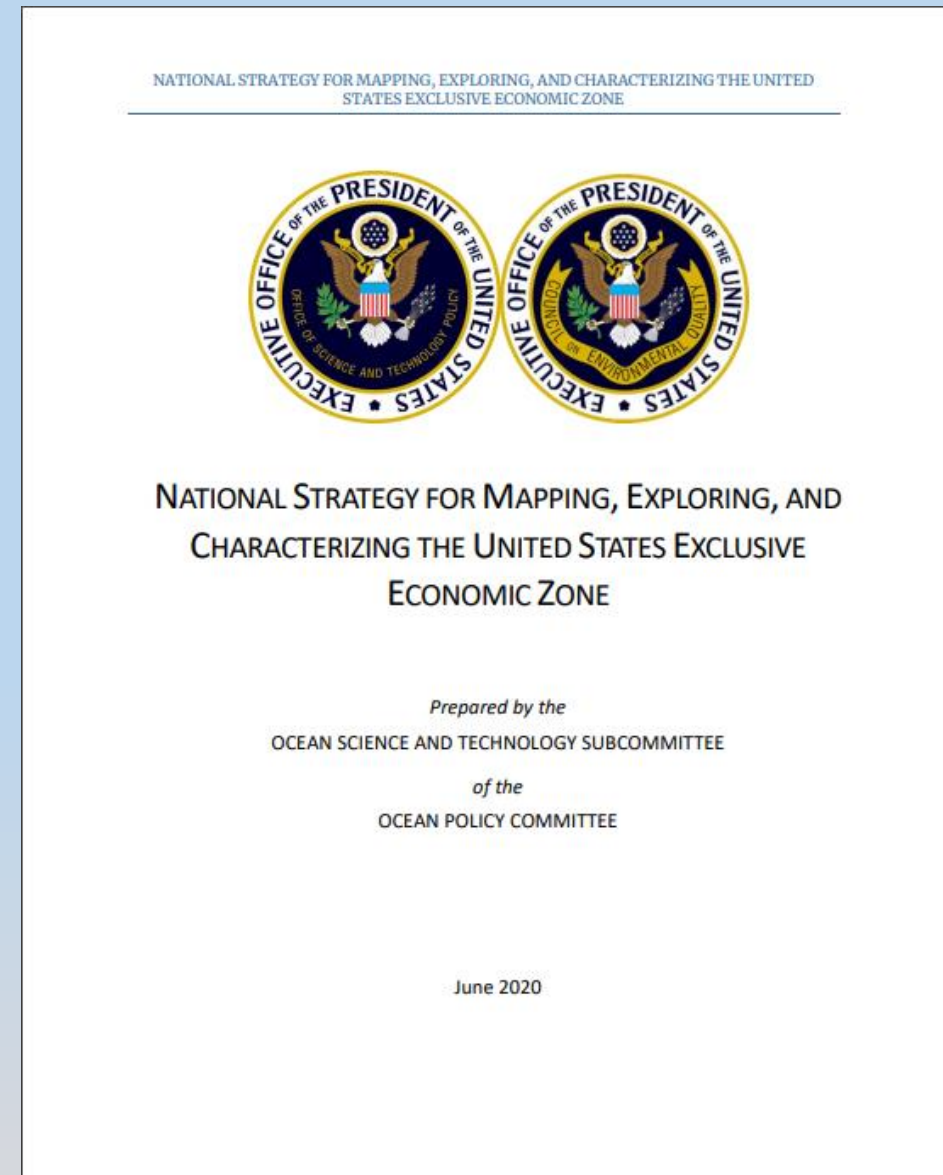 NATIONAL STRATEGY FOR MAPPING, EXPLORING, AND CHARACTERIZING THE UNITED
STATES EXCLUSIVE ECONOMIC ZONE
EXECUTIVE OFFICE OF THE PRESIDENT OF THE UNITED STATES
OFFICE OF SCIENCE AND TECHNOLOGY POLICY
EXECUTIVE OFFICE OF THE PRESIDENT OF THE UNITED STATES
COUNCIL ON ENVIRONMENTAL QUALITY
NATIONAL STRATEGY FOR MAPPING, EXPLORING, AND
CHARACTERIZING THE UNITED STATES EXCLUSIVE
ECONOMIC ZONE
Prepared by the
OCEAN SCIENCE AND TECHNOLOGY SUBCOMMITTEE
of the
OCEAN POLICY COMMITTEE
June 2020